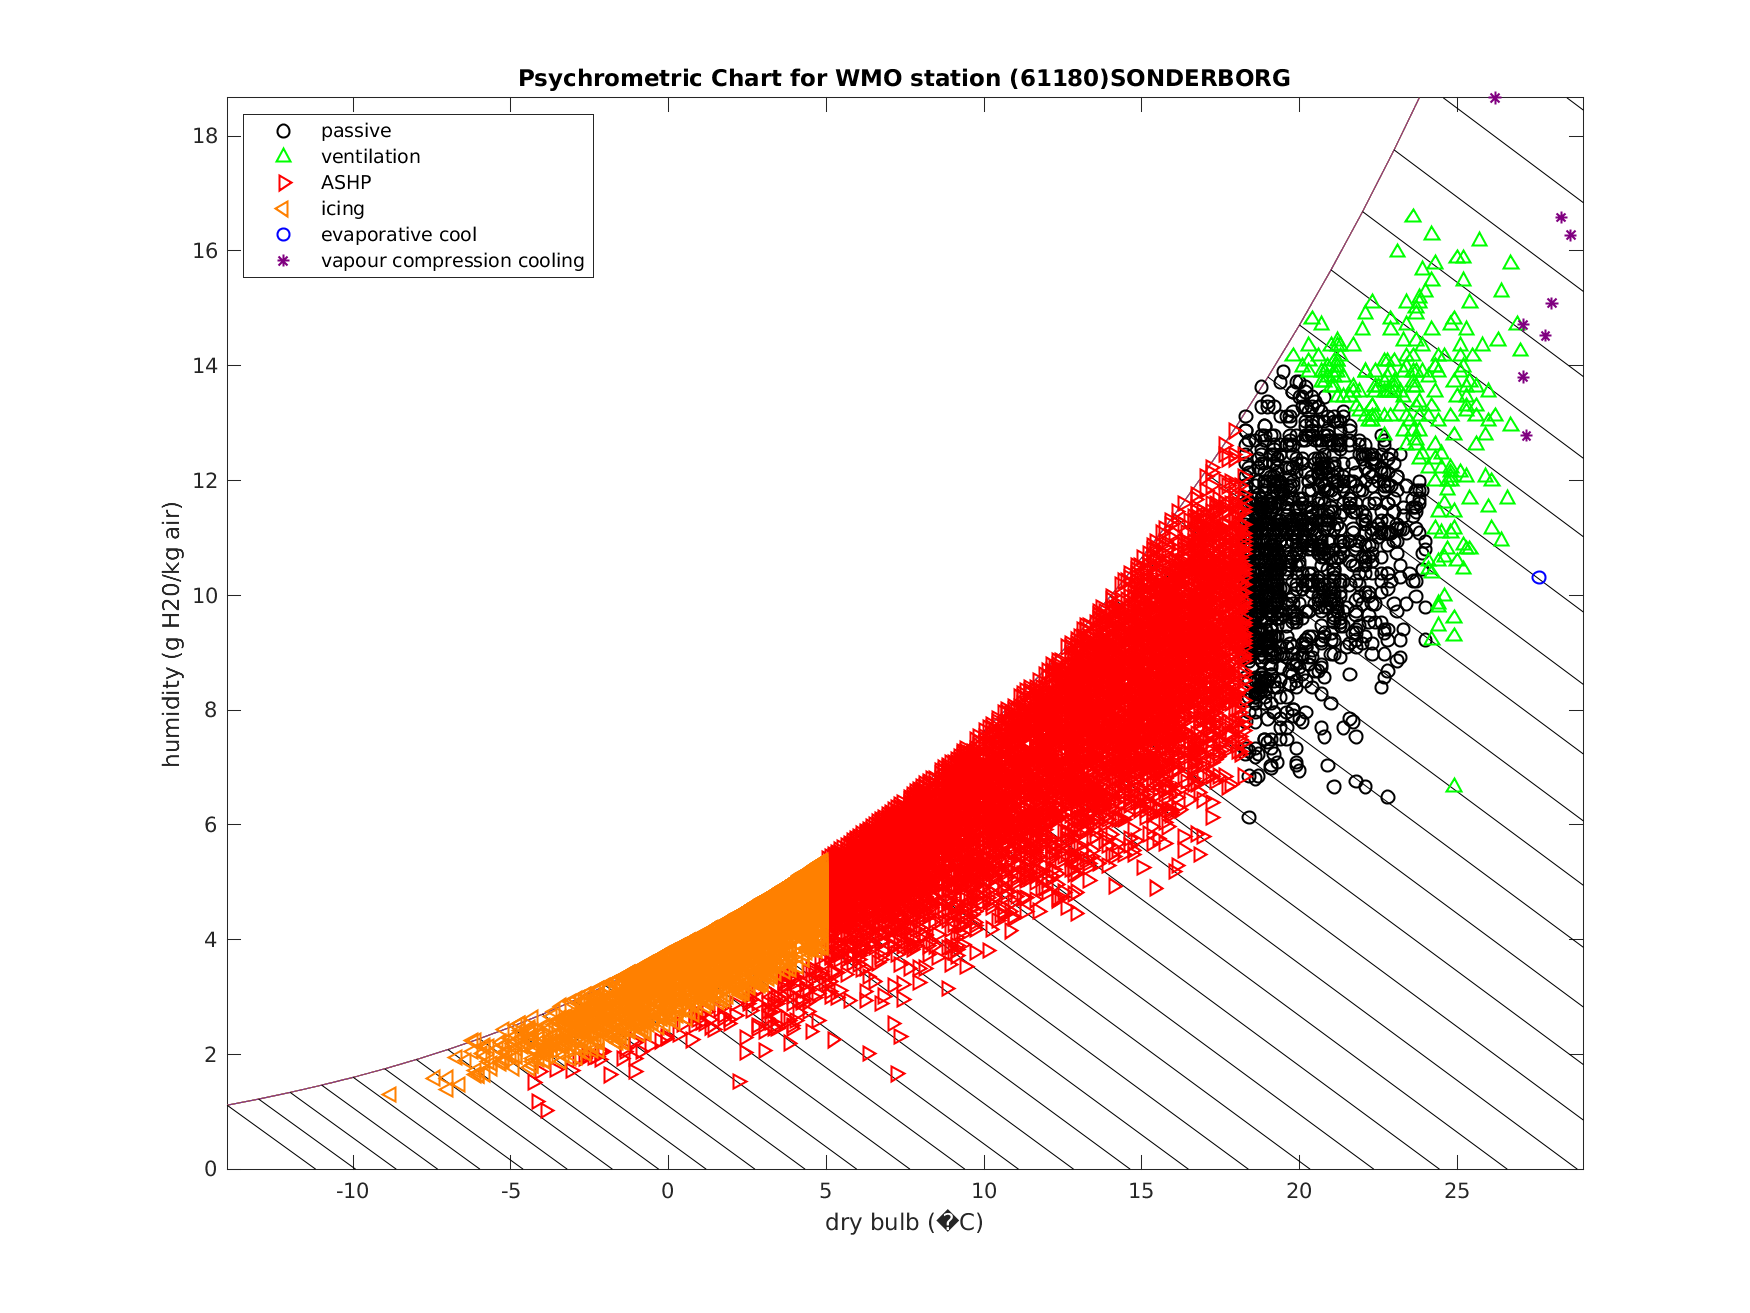 Psychrometric Chart for WMO station (61180)SONDERBORG
passive
ventilation
ASHP
icing
evaporative cool
vapour compression cooling
humidity (g H20/kg air)
18
16
14
12
10
8
6
4
2
0
-10 -5 0 5 10 15 20 25
dry bulb (�C)